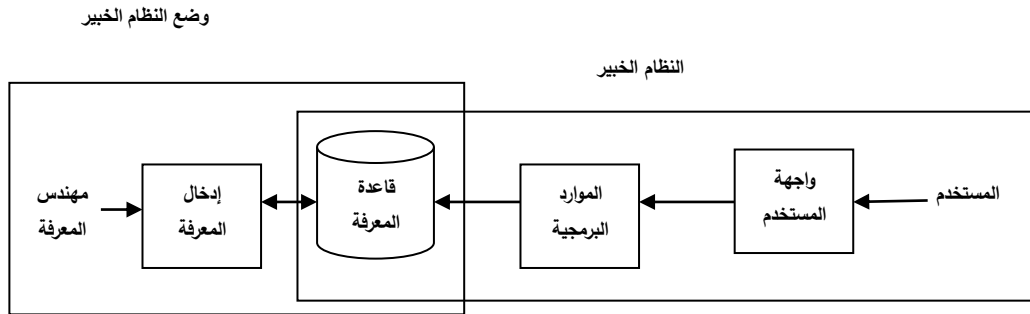 وضع النظام الخبير
النظام الخبير
المستخدم
واجهة
المستخدم
الموارد
البرمجية
قاعدة
المعرفة
إدخال
المعرفة
مهندس
المعرفة